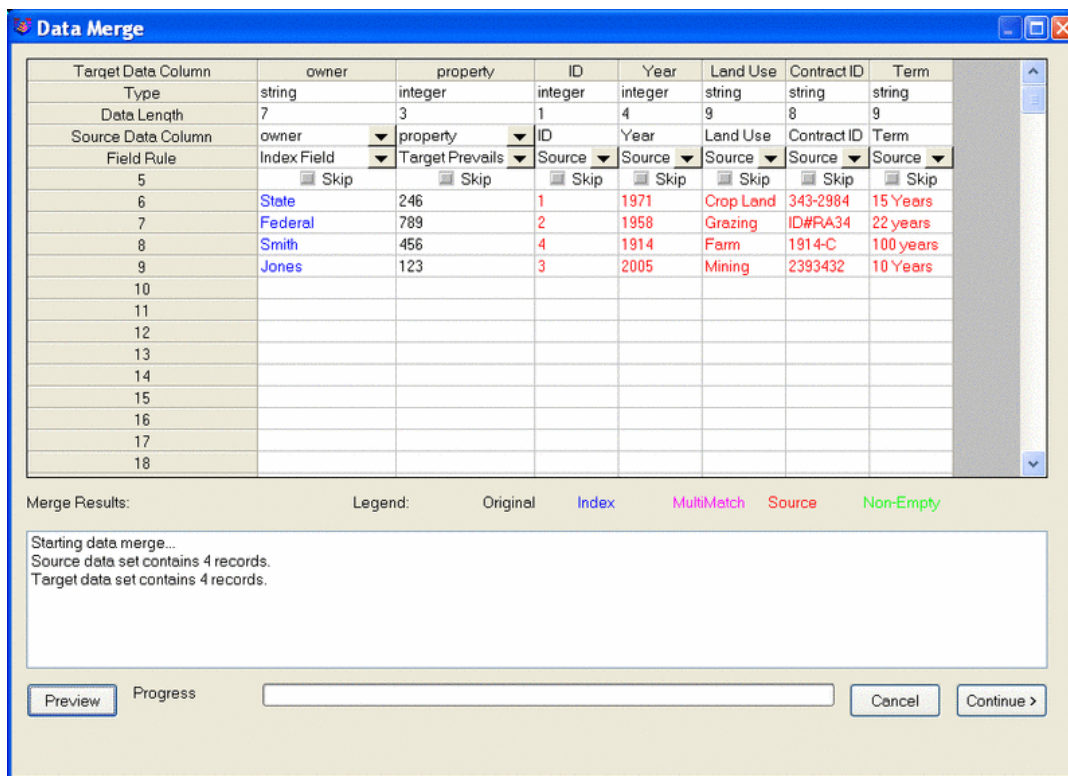 Data Merge
Target Data Column owner property ID Year Land Use Contract ID Term
Type string integer integer integer string string string
Data Length 7 3 1 4 9 8 9
Source Data Column owner property ID Year Land Use Contract ID Term
Field Rule Index Field Target Prevails Source Source Source Source Source
5 Skip Skip Skip Skip Skip Skip Skip
6 State 246 1 1971 Crop Land 343-2984 15 Years
7 Federal 789 2 1958 Grazing ID#RA34 22 years
8 Smith 456 4 1914 Farm 1914-C 100 years
9 Jones 123 3 2005 Mining 2393432 10 Years
10
11
12
13
14
15
16
17
18
Merge Results: Legend: Original Index MultiMatch Source Non-Empty
Starting data merge...
Source data set contains 4 records.
Target data set contains 4 records.
Preview Progress Cancel Continue >